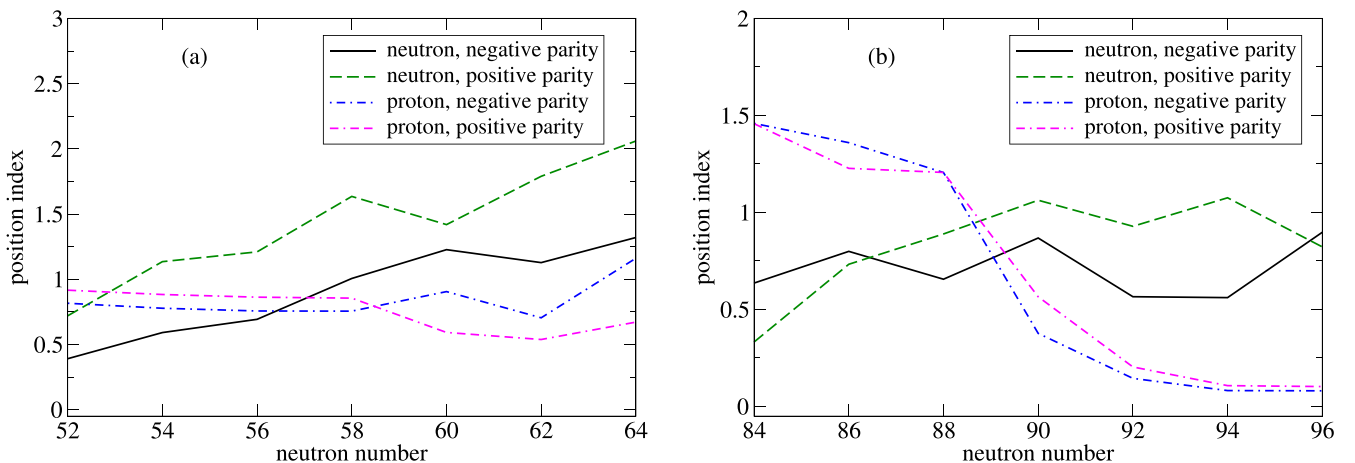 (a)
neutron, negative parity
neutron, positive parity
proton, negative parity
proton, positive parity
3
2.5
2
1.5
1
0.5
0
position index
52 54 56 58 60 62 64
neutron number
(b)
neutron, negative parity
neutron, positive parity
proton, negative parity
proton, positive parity
2
1.5
1
0.5
0
position index
84 86 88 90 92 94 96
neutron number